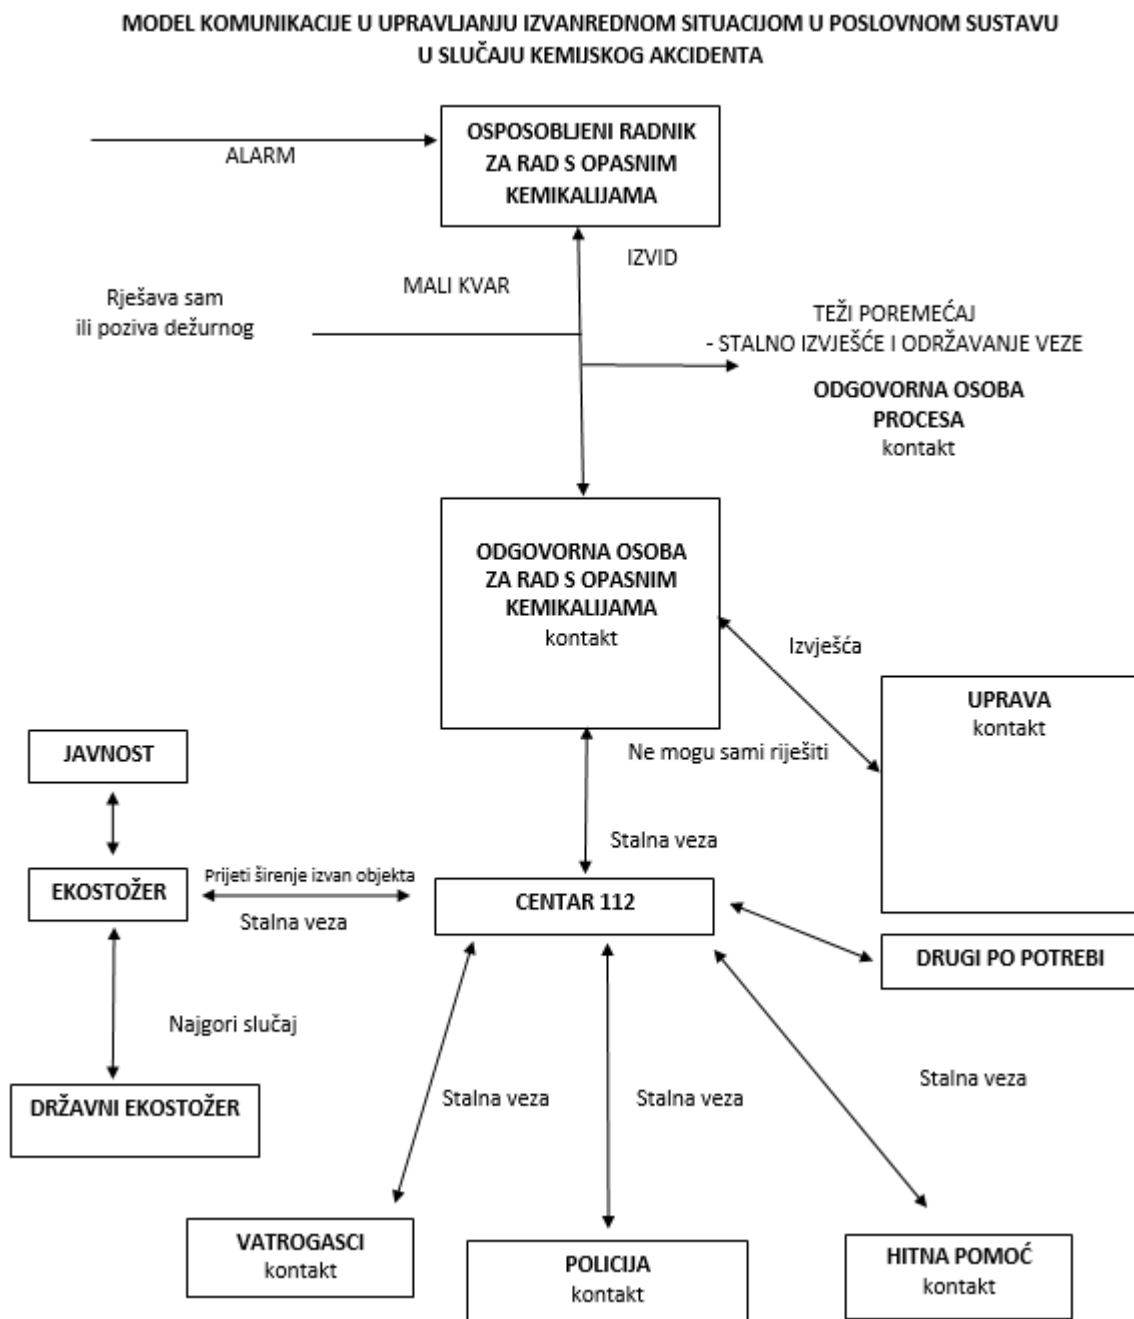 MODEL KOMUNIKACIJE U UPRAVLJANJU IZVANREDNOM SITUACIJOM U POSLOVNOM SUSTAVU
U SLUČAJU KEMIJSKOG AKCIDENTA
OSPOSOBLJENI RADNIK
ZA RAD S OPASNIM
KEMIKALIJAMA
ALARM
IZVID
MALI KVAR
Rješava sam
ili poziva dežurnog
TEŽI POREMEĆAJ
- STALNO IZVJEŠĆE I ODRŽAVANJE VEZE
ODGOVORNA OSOBA
PROCESA
kontakt
ODGOVORNA OSOBA
ZA RAD S OPASNIM
KEMIKALIJAMA
kontakt
Izvješća
UPRAVA
kontakt
JAVNOST
Ne mogu sami riješiti
Stalna veza
EKOSTOŽER
Prijeti širenje izvan objekta
Stalna veza
CENTAR 112
DRUGI PO POTREBI
Najgori slučaj
DRŽAVNI EKOSTOŽER
Stalna veza
Stalna veza
Stalna veza
VATROGASCI
kontakt
POLICIJA
kontakt
HITNA POMOĆ
kontakt